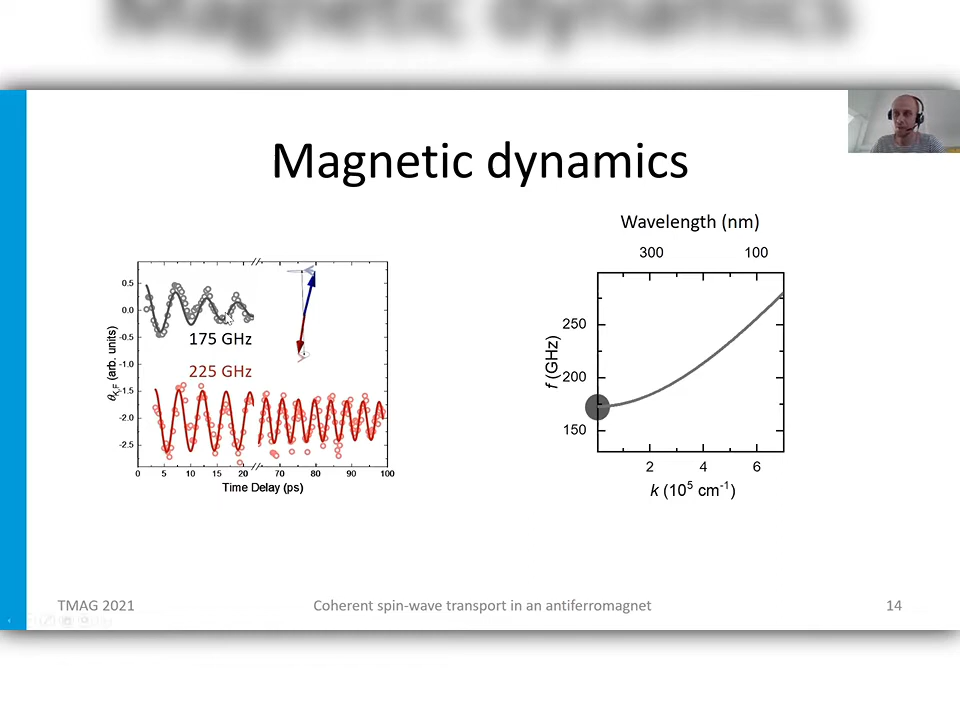 Magnetic dynamics
Magnetic dynamics
0.5
0.0
-0.5
-1.0
-1.5
-2.0
-2.5
(arb. units)
175 GHz
225 GHz
0 5 10 15 20 70 80 90 100
Time Delay (ps)
Wavelength (nm)
300 100
f (GHz)
250
200
150
2 4 6
k (10⁵ cm⁻¹)
TMAG 2021 Coherent spin-wave transport in an antiferromagnet 14